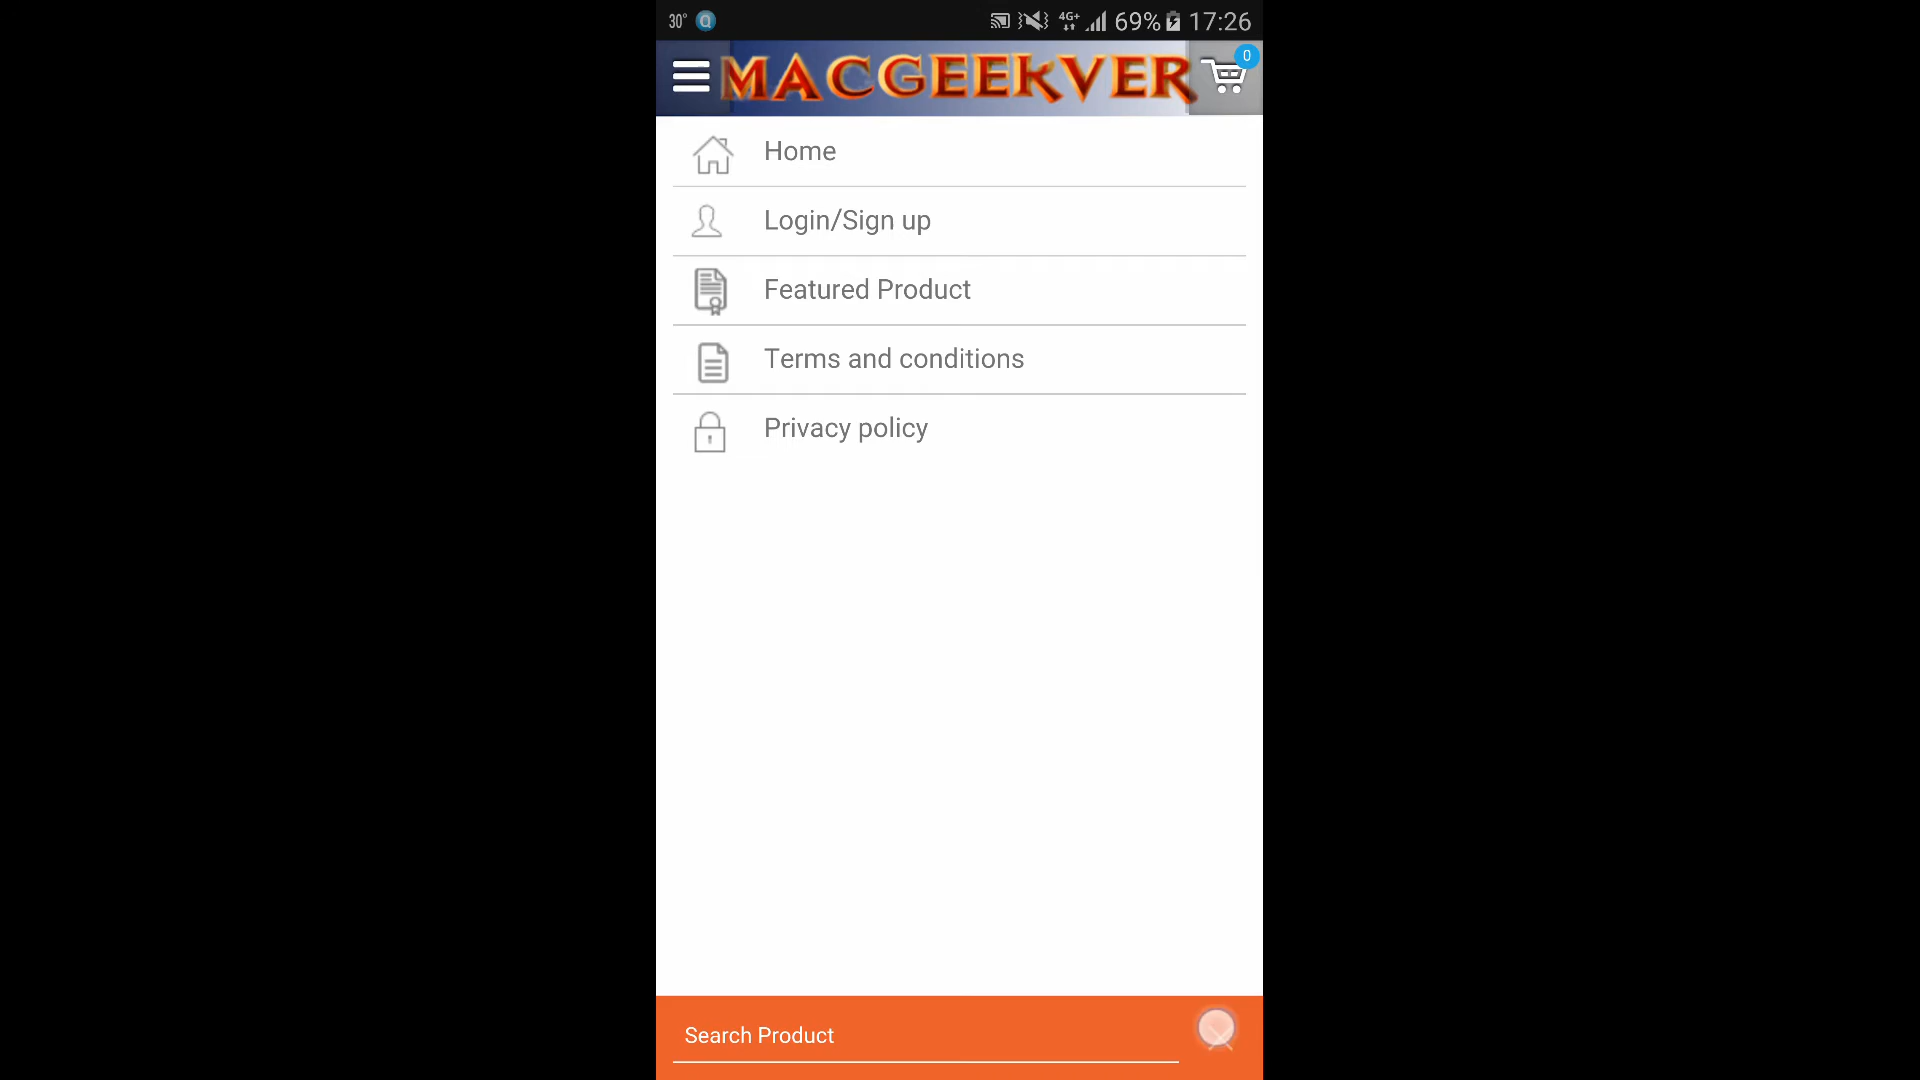 30° Q 4G+ 69% 17:26
MACGEEKVER 0
Home
Login/Sign up
Featured Product
Terms and conditions
Privacy policy
Search Product